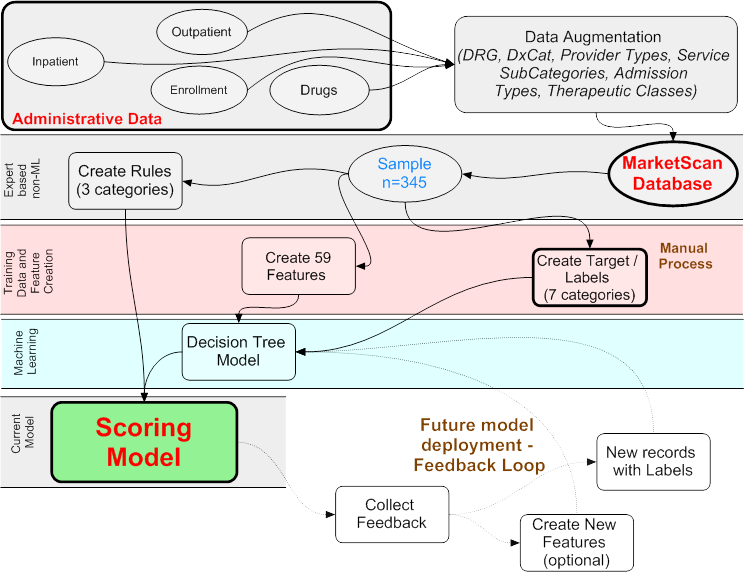 Outpatient
Inpatient
Enrollment
Drugs
Administrative Data
Data Augmentation
(DRG, DxCat, Provider Types, Service
SubCategories, Admission
Types, Therapeutic Classes)
Expert
based
non-ML
Create Rules
(3 categories)
Sample
n=345
MarketScan
Database
Training
Data and
Feature
Creation
Create 59
Features
Create Target /
Labels
(7 categories)
Manual
Process
Machine
Learning
Decision Tree
Model
Current
Model
Scoring
Model
Future model
deployment -
Feedback Loop
New records
with Labels
Collect
Feedback
Create New
Features
(optional)